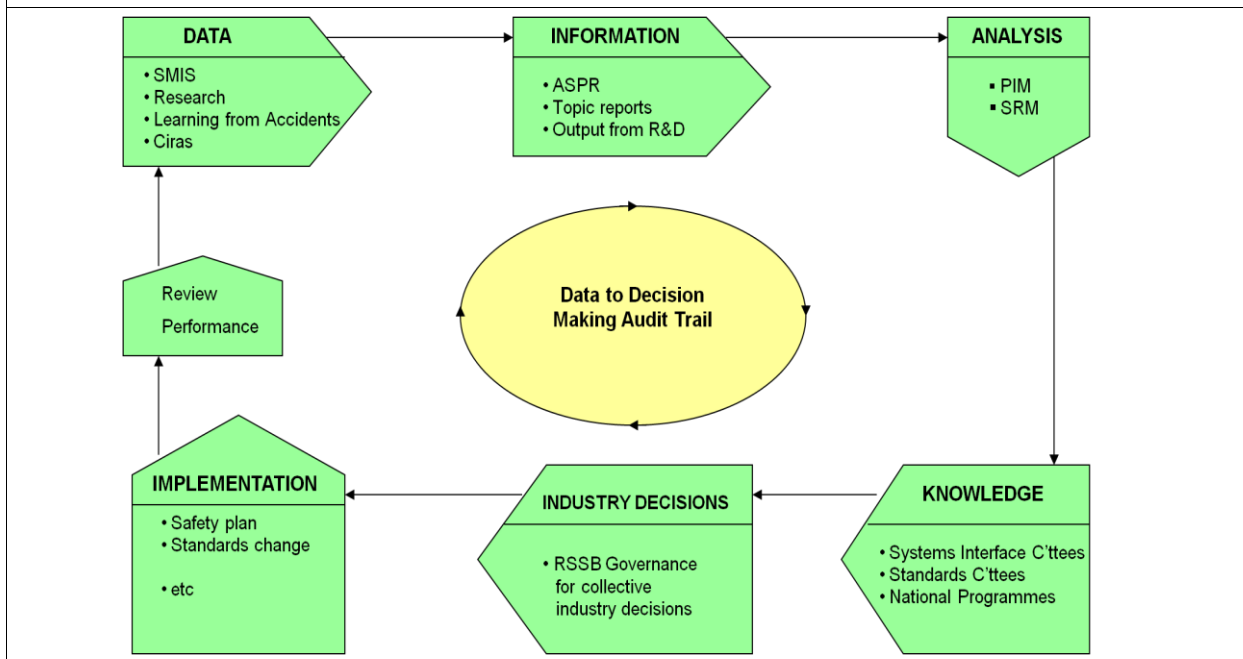 DATA
• SMIS
• Research
• Learning from Accidents
• Ciras
INFORMATION
• ASPR
• Topic reports
• Output from R&D
ANALYSIS
▪ PIM
▪ SRM
Data to Decision
Making Audit Trail
Review
Performance
IMPLEMENTATION
• Safety plan
• Standards change
• etc
INDUSTRY DECISIONS
• RSSB Governance
for collective
industry decisions
KNOWLEDGE
• Systems Interface C'ttees
• Standards C'ttees
• National Programmes